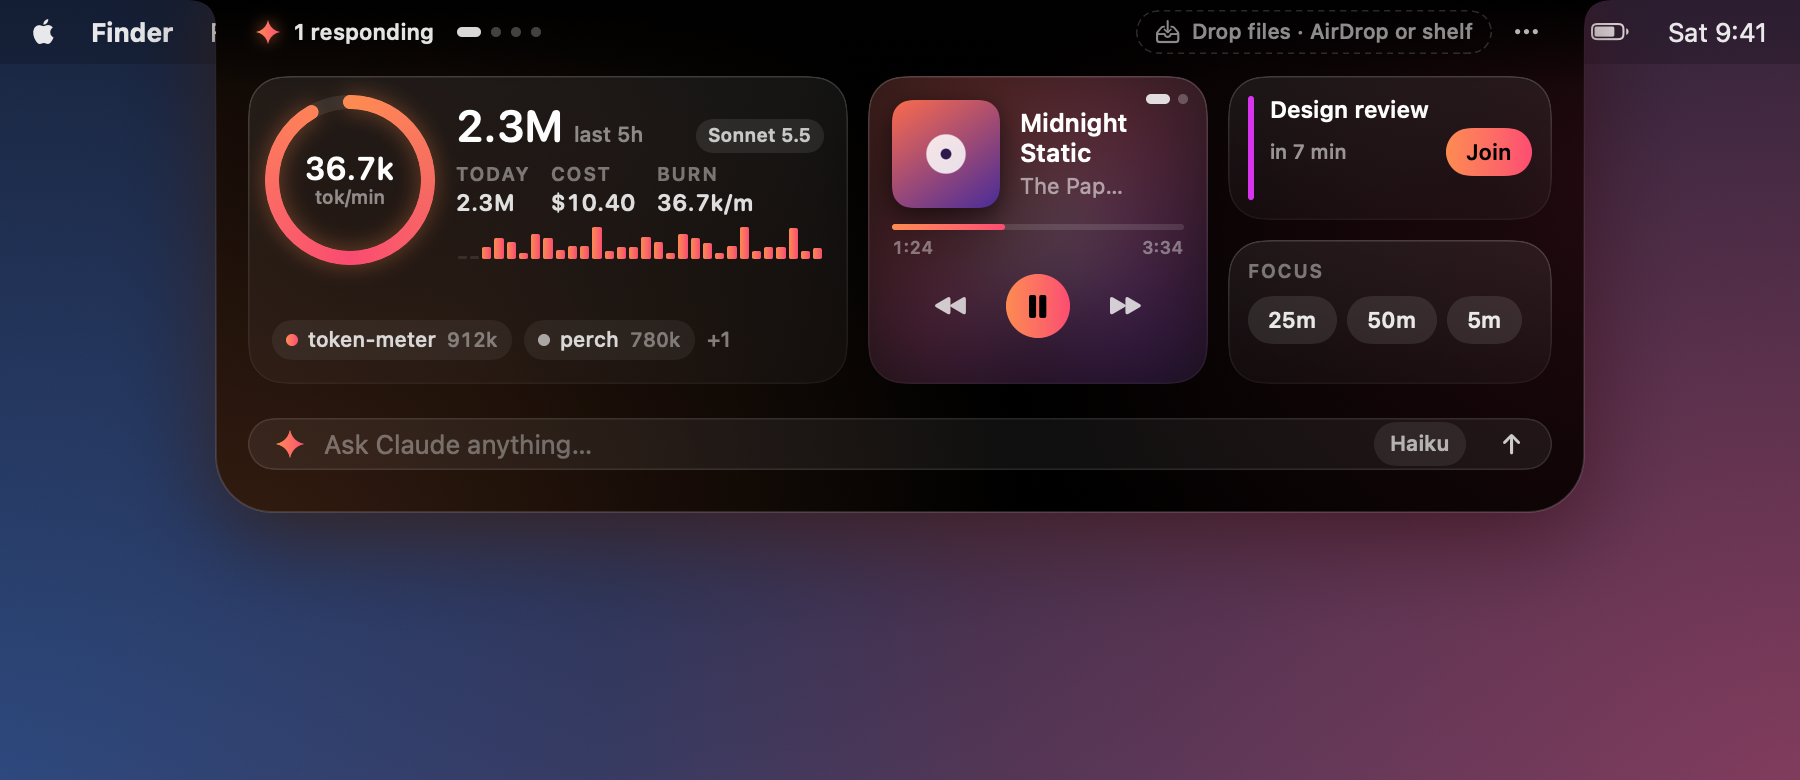 Finder
1 responding
Drop files · AirDrop or shelf
Sat 9:41
36.7k
tok/min
2.3M last 5h
Sonnet 5.5
TODAY COST BURN
2.3M $10.40 36.7k/m
token-meter 912k
perch 780k
+1
Midnight
Static
The Pap...
1:24 3:34
Design review
in 7 min
Join
FOCUS
25m 50m 5m
Ask Claude anything...
Haiku